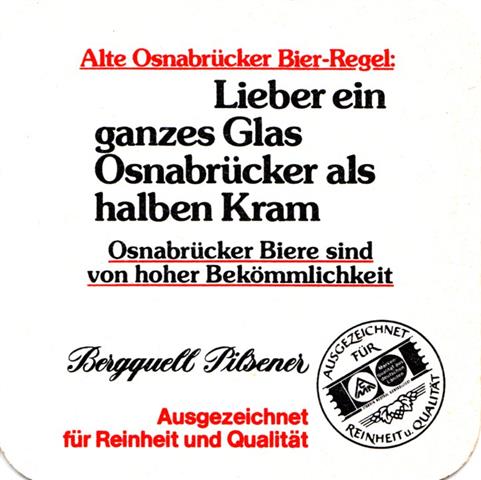 Alte Osnabrücker Bier-Regel:
Lieber ein
ganzes Glas
Osnabrücker als
halben Kram
Osnabrücker Biere sind
von hoher Bekömmlichkeit
Bergquell Pilsener
Ausgezeichnet
für Reinheit und Qualität
AUSGEZEICHNET
FÜR
REINHEIT u. QUALITÄT